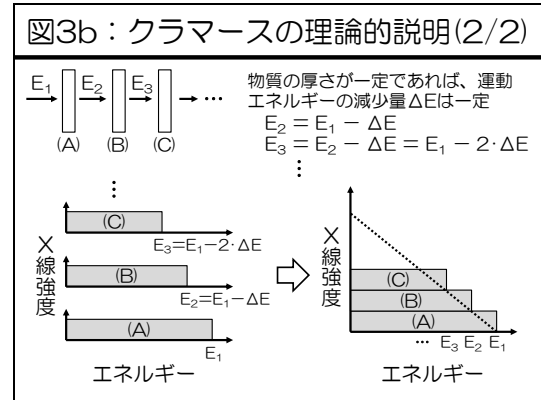 図3b：クラマースの理論的説明(2/2)
E₁ E₂ E₃ …
(A) (B) (C)
物質の厚さが一定であれば、運動
エネルギーの減少量ΔEは一定
E₂ = E₁ − ΔE
E₃ = E₂ − ΔE = E₁ − 2·ΔE
⋮
⋮
X線強度
(C)
E₃=E₁−2·ΔE
(B)
E₂=E₁−ΔE
(A)
E₁
エネルギー
X線強度
(C)
(B)
(A)
… E₃ E₂ E₁
エネルギー